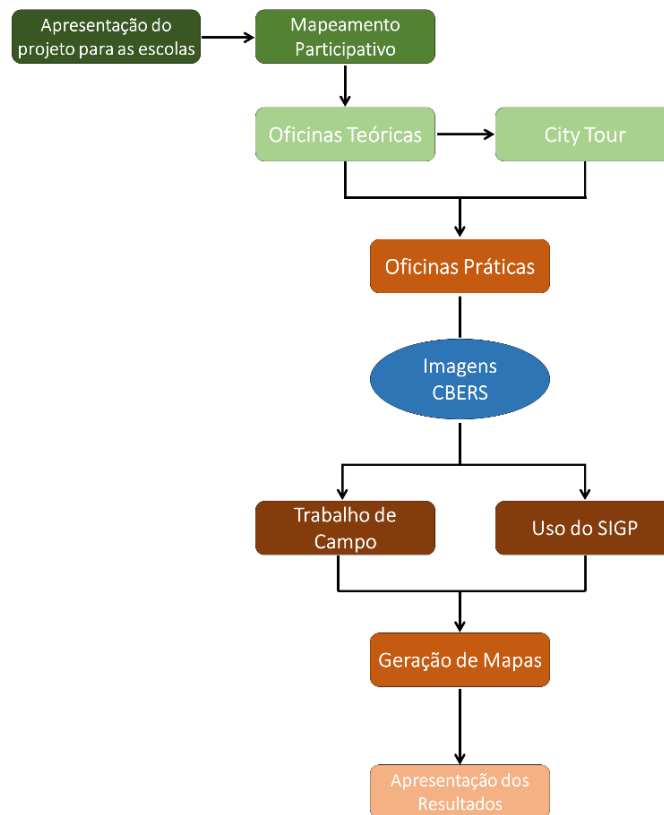 Apresentação do
projeto para as escolas
Mapeamento
Participativo
Oficinas Teóricas
City Tour
Oficinas Práticas
Imagens
CBERS
Trabalho de
Campo
Uso do SIGP
Geração de Mapas
Apresentação dos
Resultados